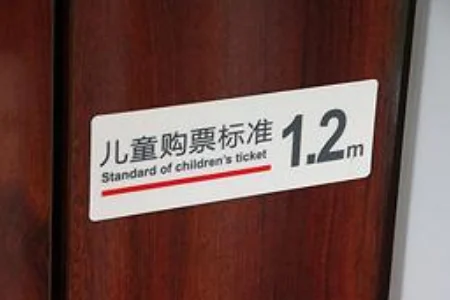 儿童购票标准
Standard of children's ticket
1.2m